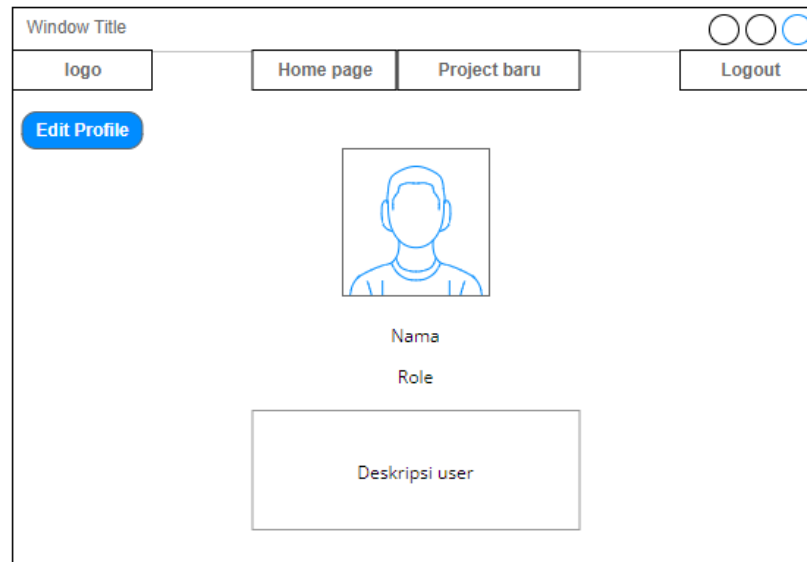 Window Title
logo Home page Project baru Logout
Edit Profile
Nama
Role
Deskripsi user